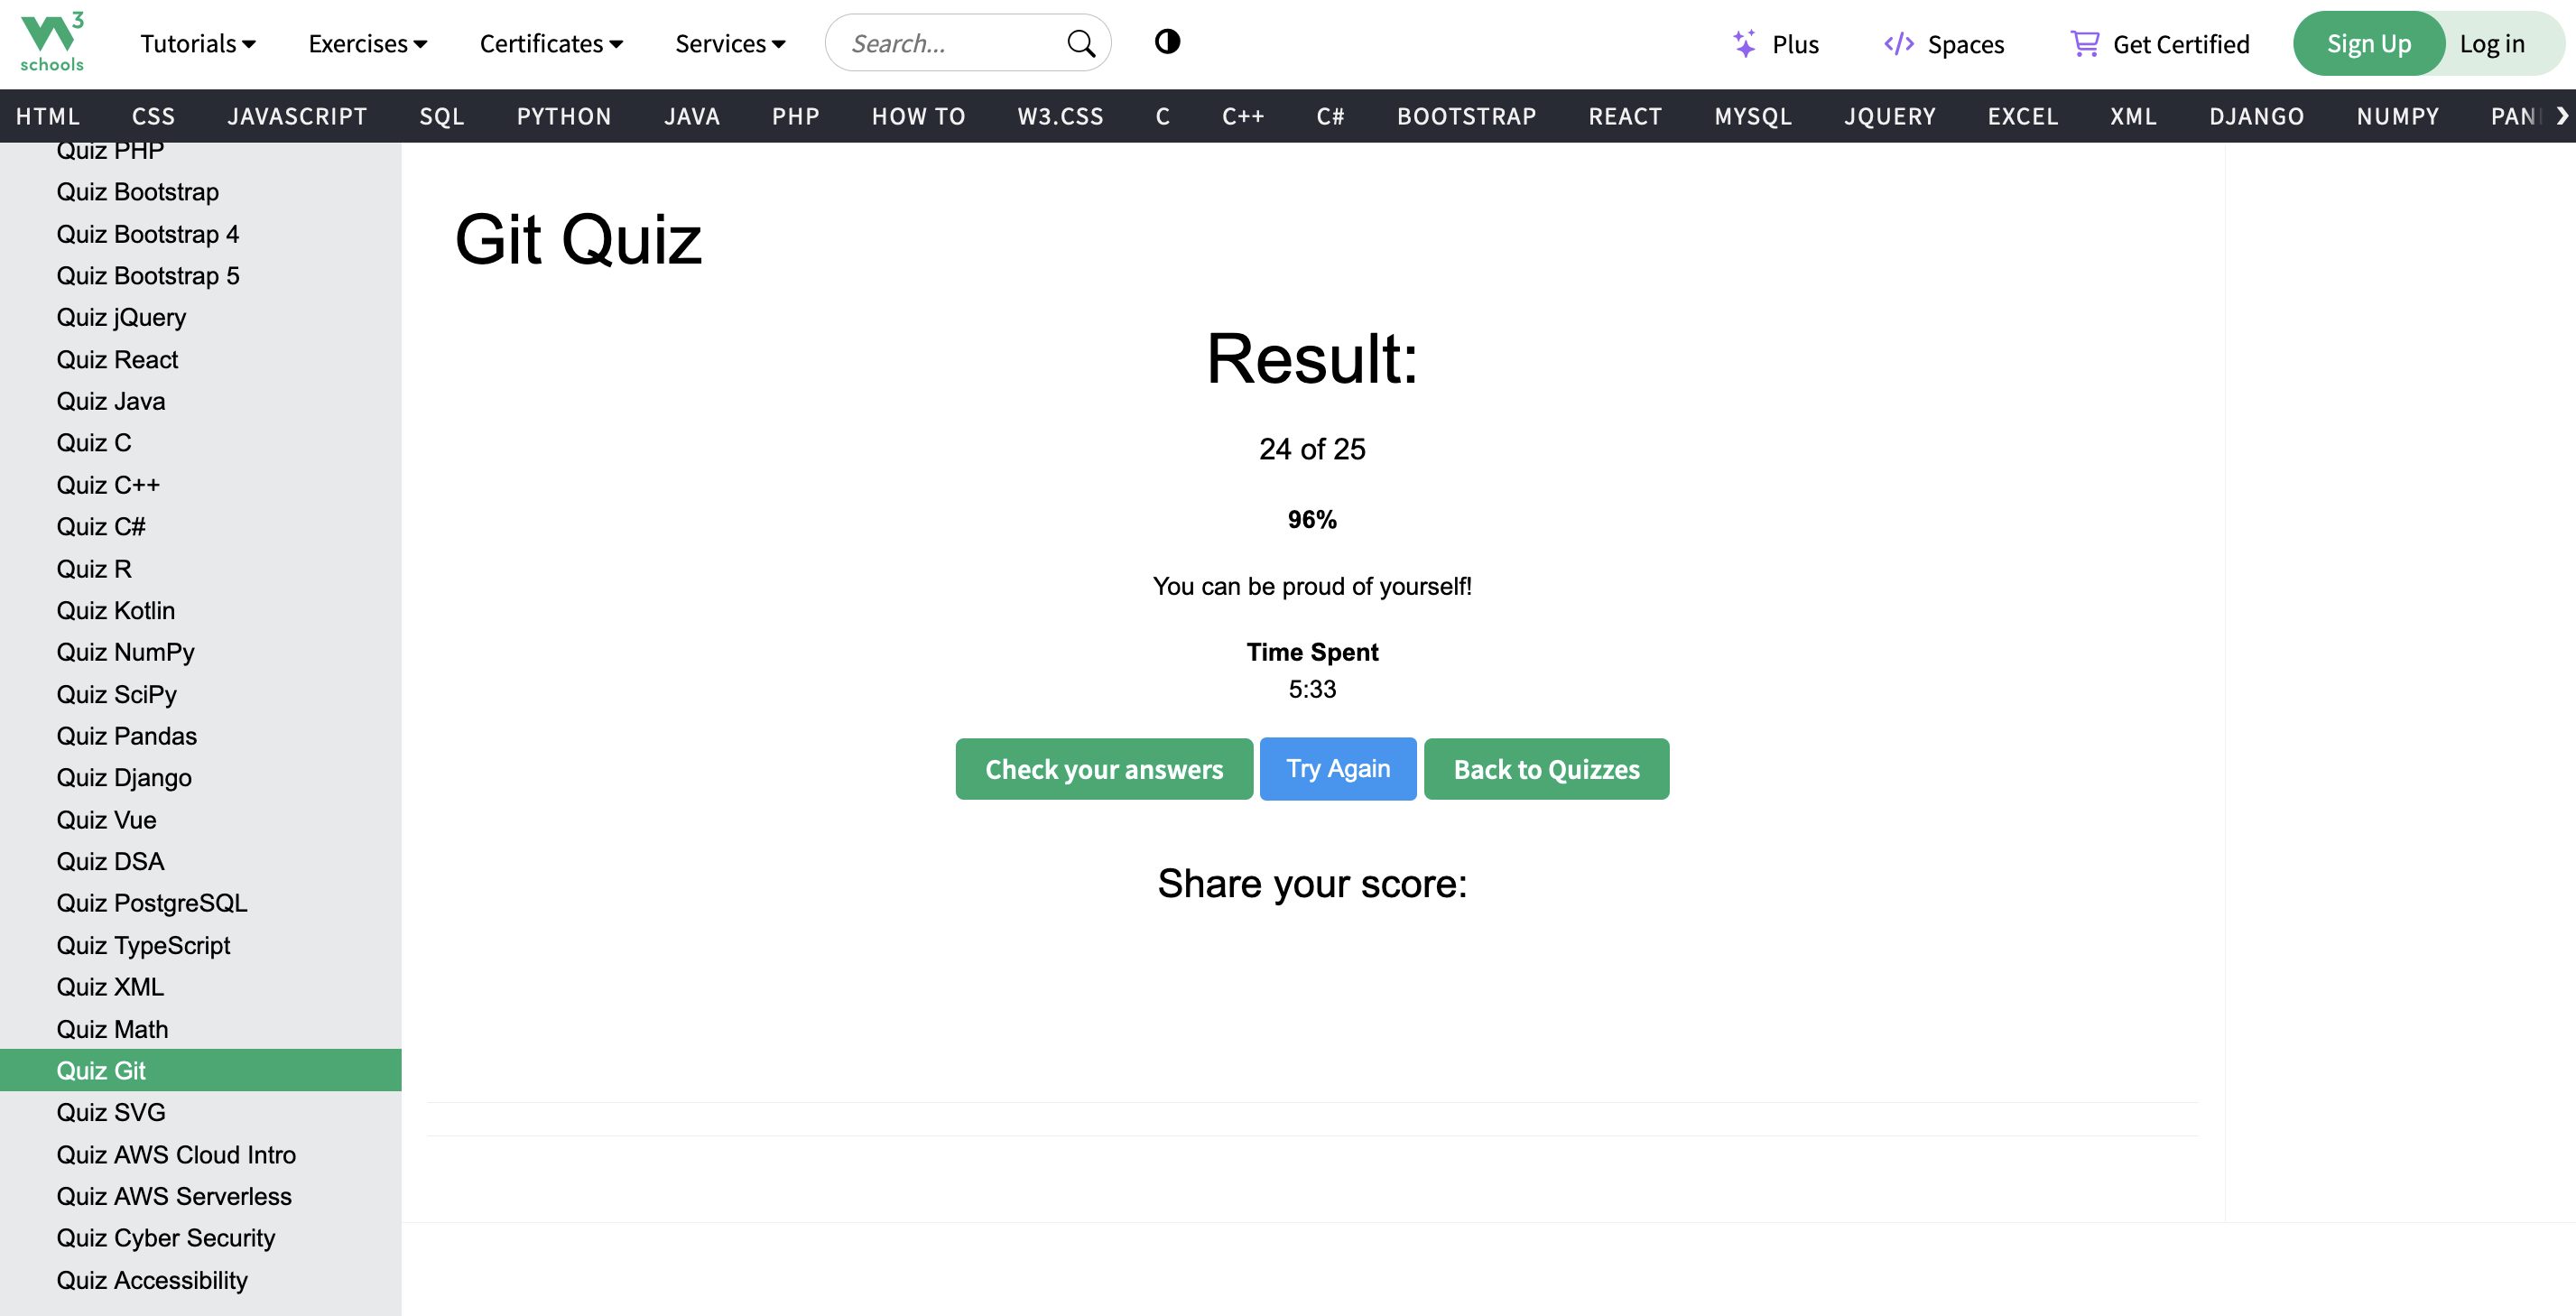 W3 schools
Tutorials Exercises Certificates Services Search... Plus Spaces Get Certified Sign Up Log in
HTML CSS JAVASCRIPT SQL PYTHON JAVA PHP HOW TO W3.CSS C C++ C# BOOTSTRAP REACT MYSQL JQUERY EXCEL XML DJANGO NUMPY
Quiz PHP
Quiz Bootstrap
Quiz Bootstrap 4
Quiz Bootstrap 5
Quiz jQuery
Quiz React
Quiz Java
Quiz C
Quiz C++
Quiz C#
Quiz R
Quiz Kotlin
Quiz NumPy
Quiz SciPy
Quiz Pandas
Quiz Django
Quiz Vue
Quiz DSA
Quiz PostgreSQL
Quiz TypeScript
Quiz XML
Quiz Math
Quiz Git
Quiz SVG
Quiz AWS Cloud Intro
Quiz AWS Serverless
Quiz Cyber Security
Quiz Accessibility
Git Quiz
Result:
24 of 25
96%
You can be proud of yourself!
Time Spent
5:33
Check your answers Try Again Back to Quizzes
Share your score: